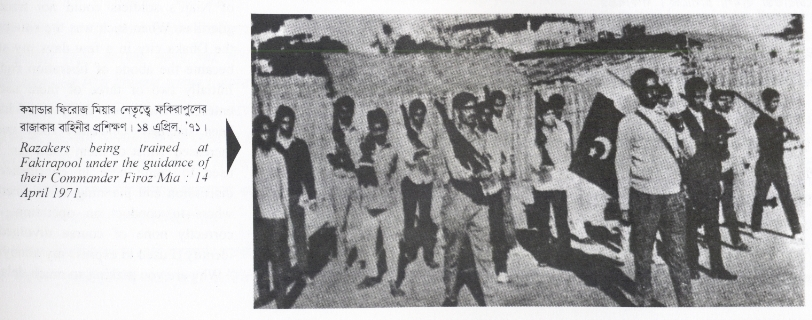 কমান্ডার ফিরোজ মিয়ার নেতৃত্বে ফকিরাপুলের
রাজাকার বাহিনীর প্রশিক্ষণ। ১৪ এপ্রিল, '৭১।
Razakers being trained at
Fakirapool under the guidance of
their Commander Firoz Mia : 14
April 1971.